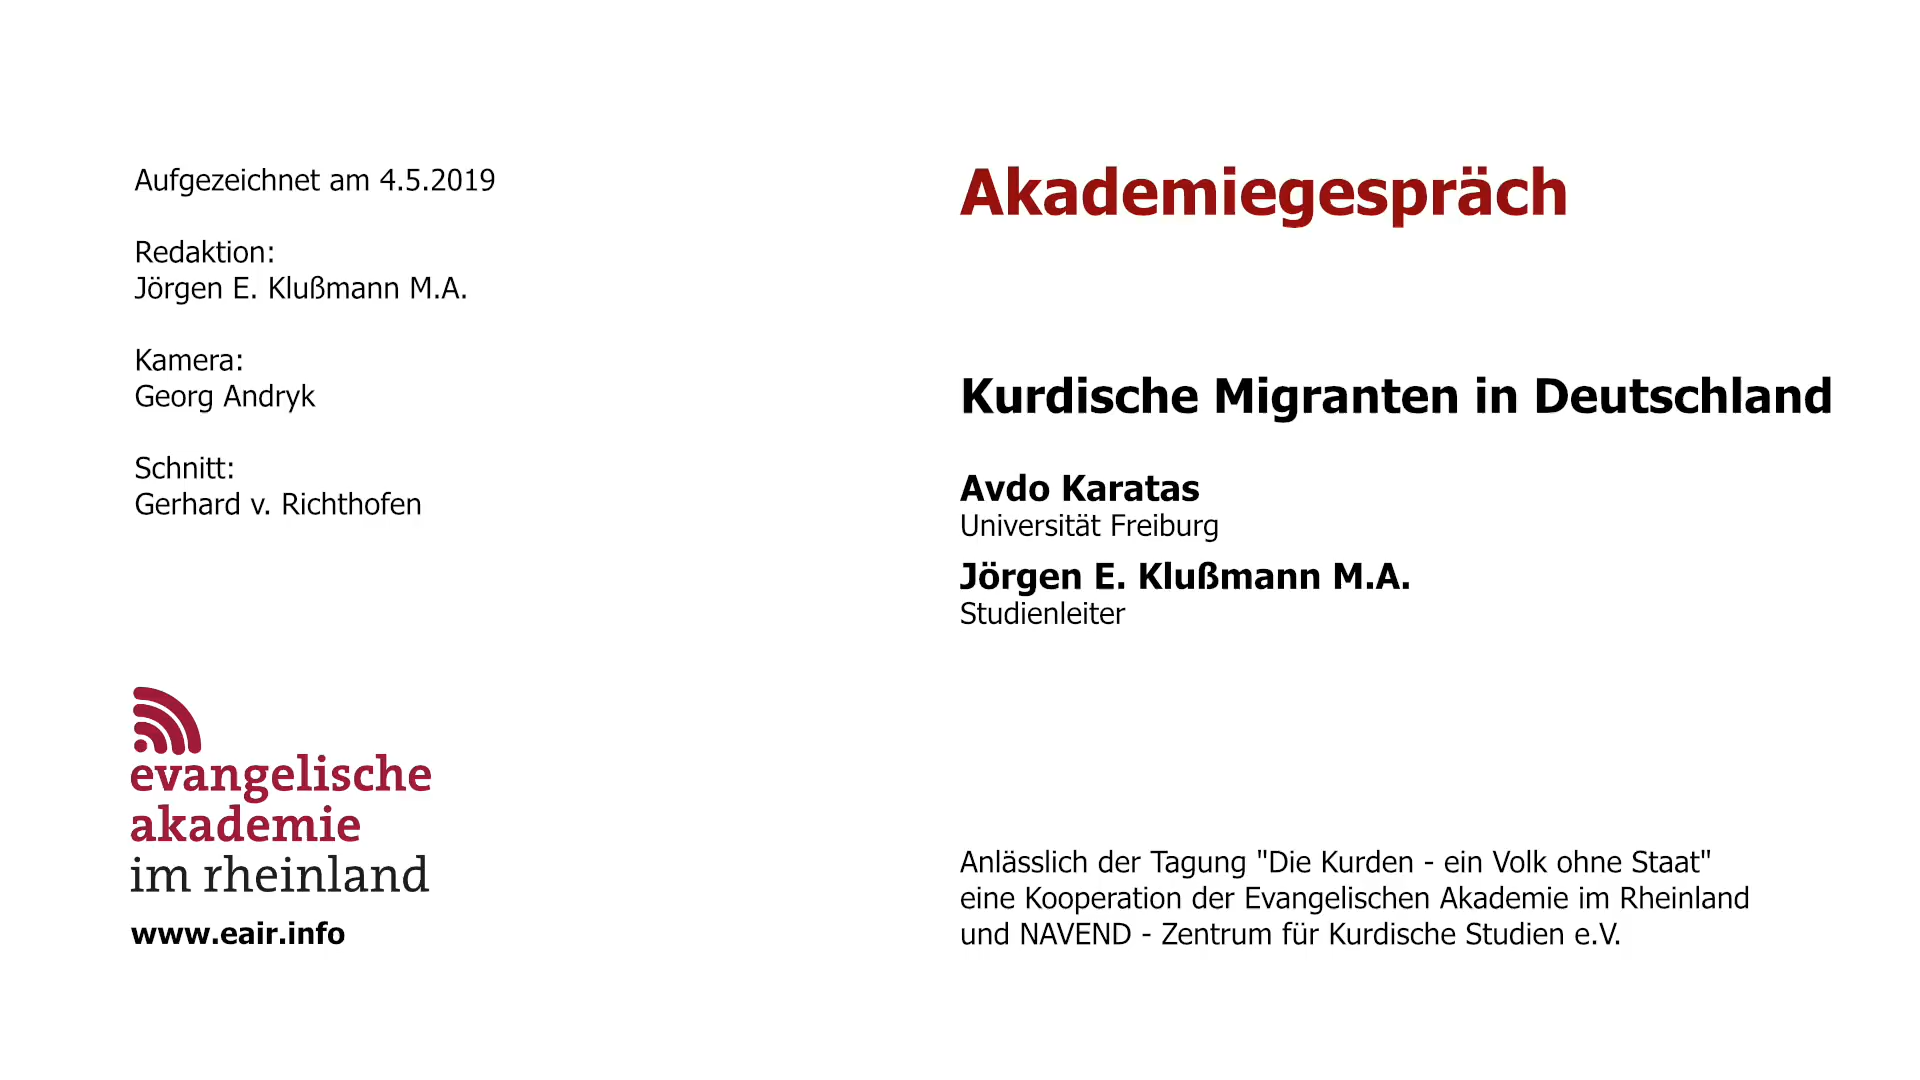 Aufgezeichnet am 4.5.2019
Redaktion:
Jörgen E. Klußmann M.A.
Kamera:
Georg Andryk
Schnitt:
Gerhard v. Richthofen
evangelische
akademie
im rheinland
www.eair.info
Akademiegespräch
Kurdische Migranten in Deutschland
Avdo Karatas
Universität Freiburg
Jörgen E. Klußmann M.A.
Studienleiter
Anlässlich der Tagung "Die Kurden - ein Volk ohne Staat"
eine Kooperation der Evangelischen Akademie im Rheinland
und NAVEND - Zentrum für Kurdische Studien e.V.